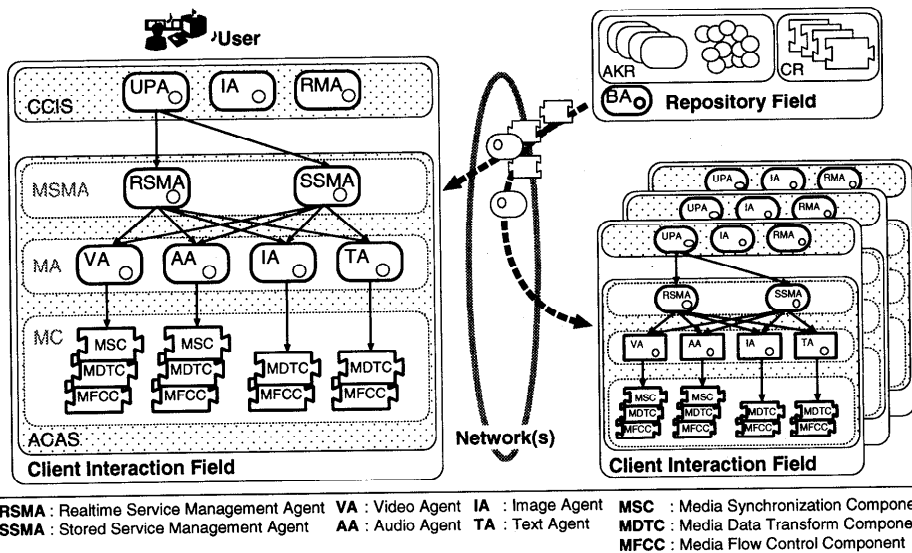 User
CCIS
UPA IA RMA
MSMA
RSMA SSMA
MA
VA AA IA TA
MC
MSC MSC
MDTC MDTC MDTC MDTC
MFCC MFCC MFCC MFCC
ACAS
Client Interaction Field
Network(s)
AKR CR
BA Repository Field
UPA IA RMA
UPA IA RMA
UPA IA RMA
RSMA SSMA
VA AA IA TA
MSC MSC
MDTC MDTC MDTC MDTC
MFCC MFCC MFCC MFCC
Client Interaction Field
RSMA : Realtime Service Management Agent VA : Video Agent IA : Image Agent MSC : Media Synchronization Compone
SSMA : Stored Service Management Agent AA : Audio Agent TA : Text Agent MDTC : Media Data Transform Compone
MFCC : Media Flow Control Component